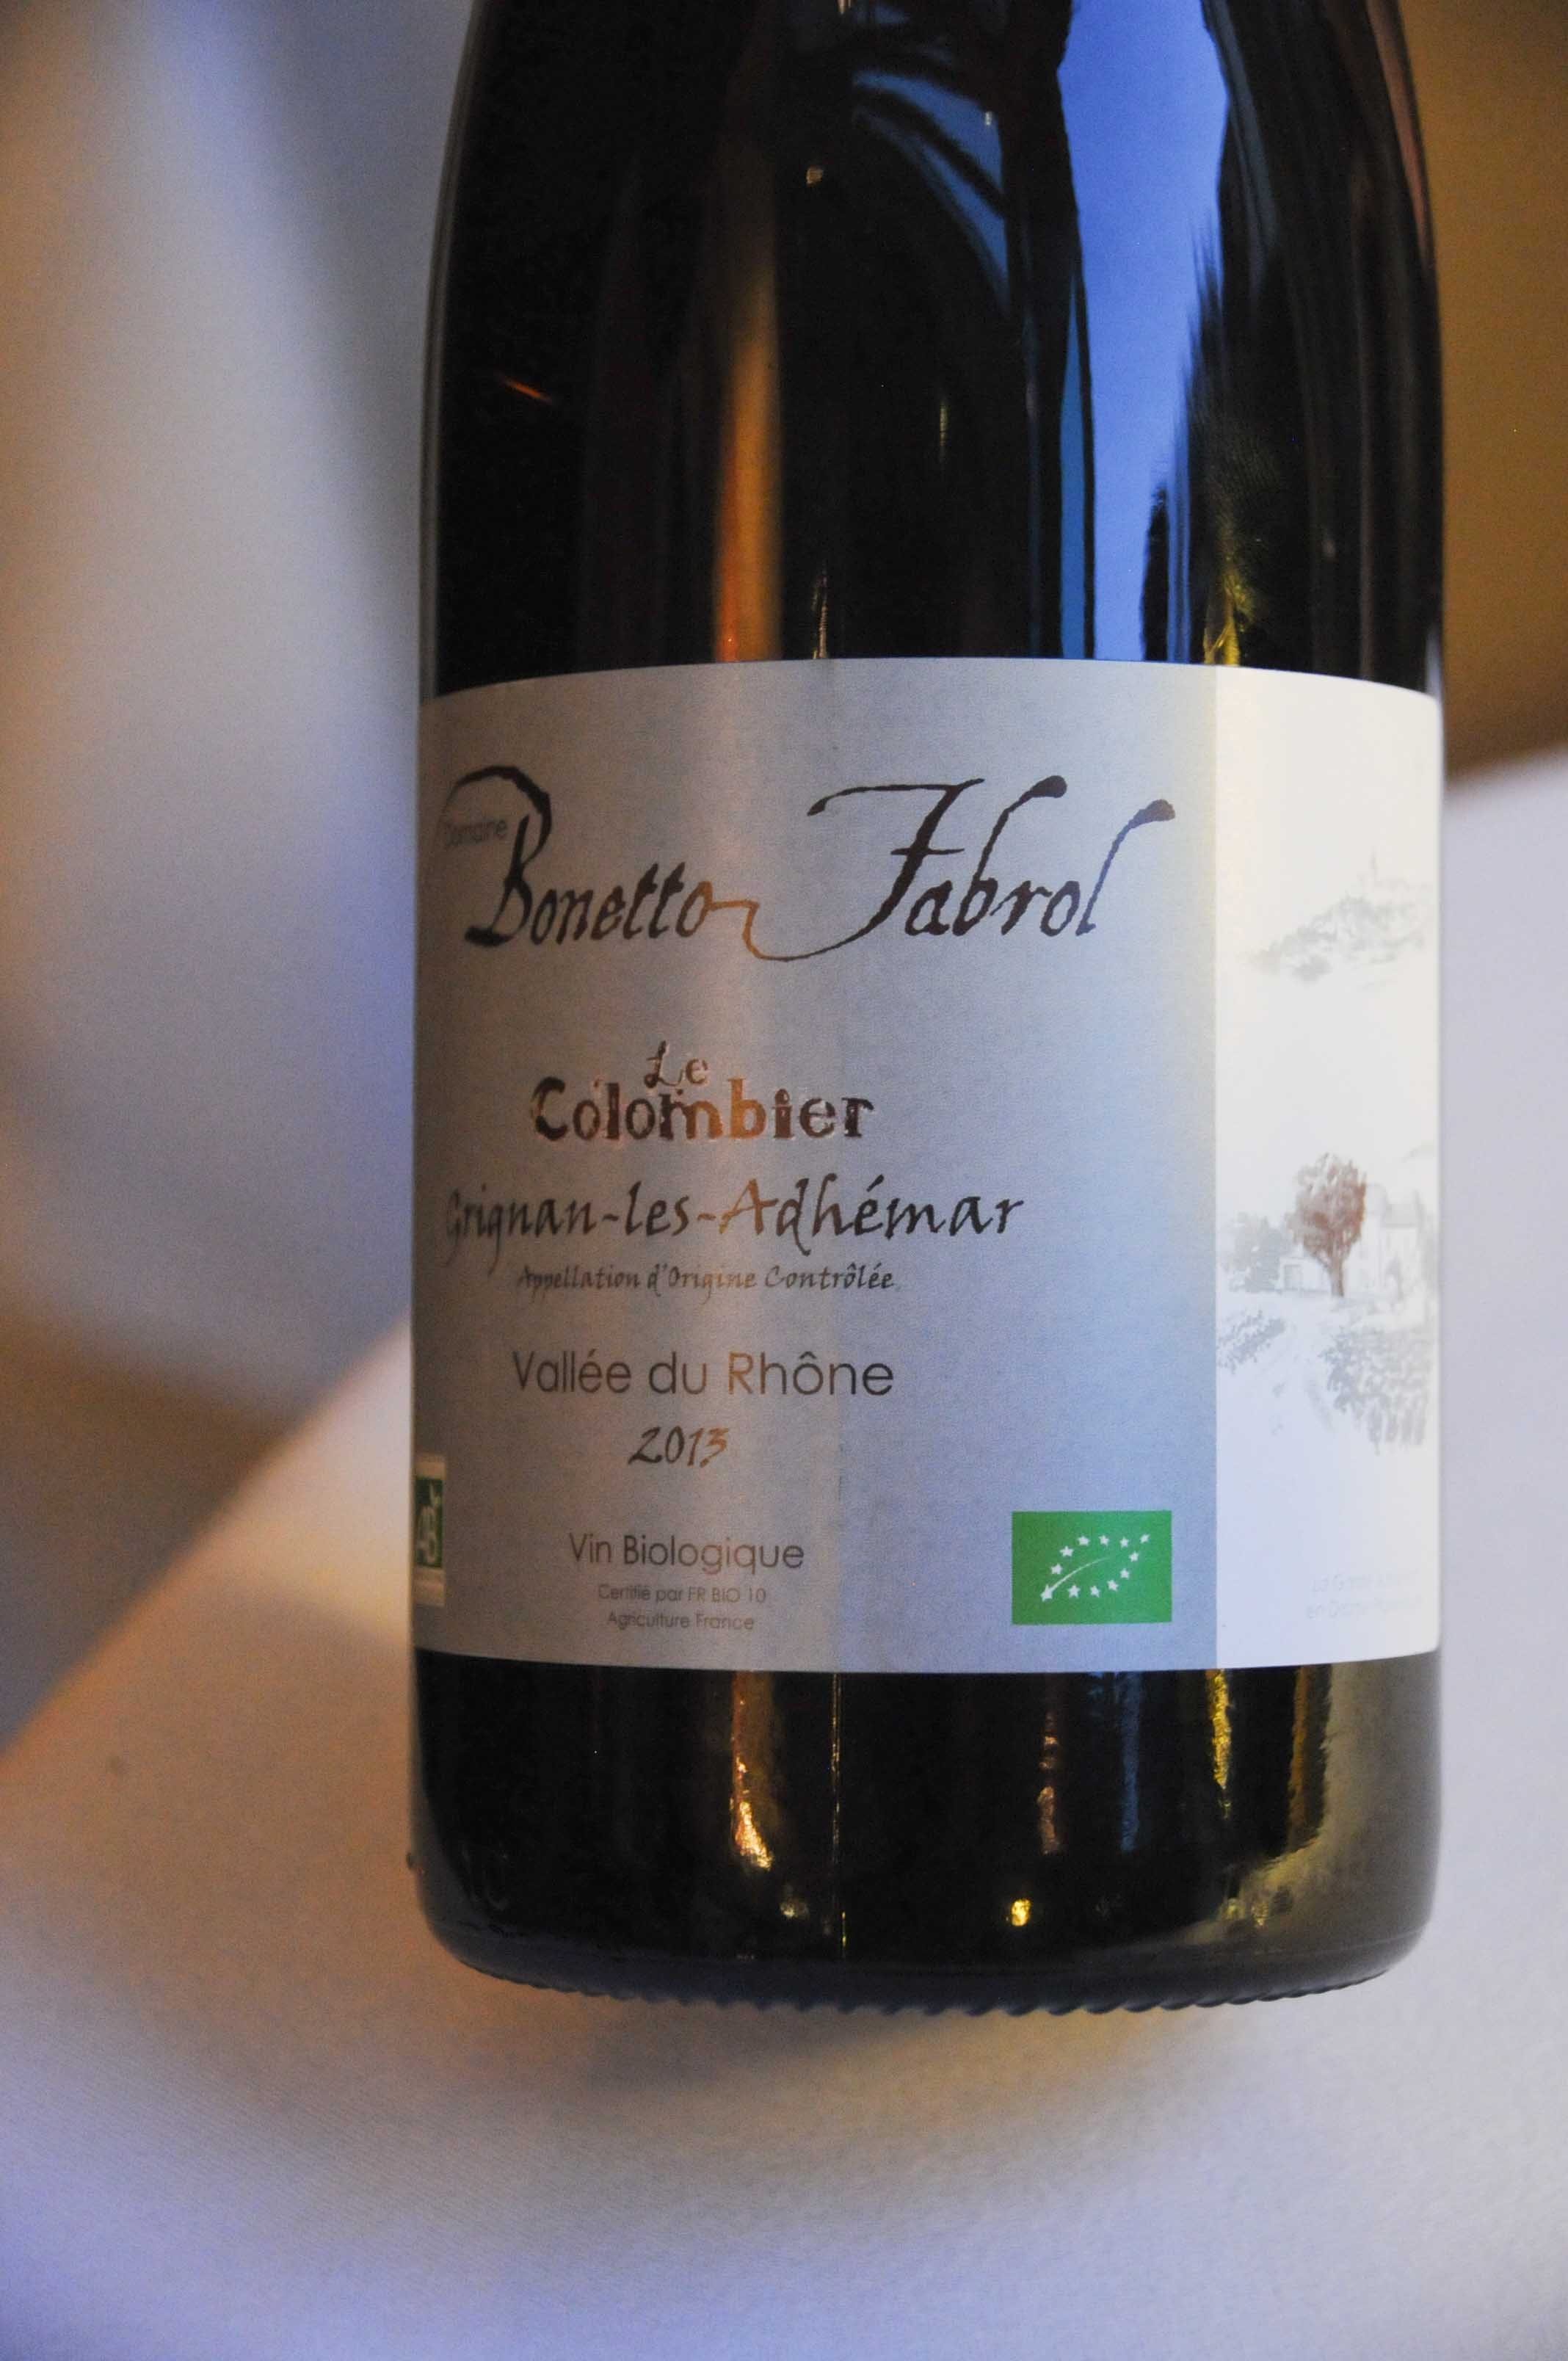 Domaine
Bonetto Fabrol
Le
Colombier
Grignan-les-Adhémar
Appellation d'Origine Contrôlée
Vallée du Rhône
2013
AB
Vin Biologique
Certifié par FR BIO 10
Agriculture France